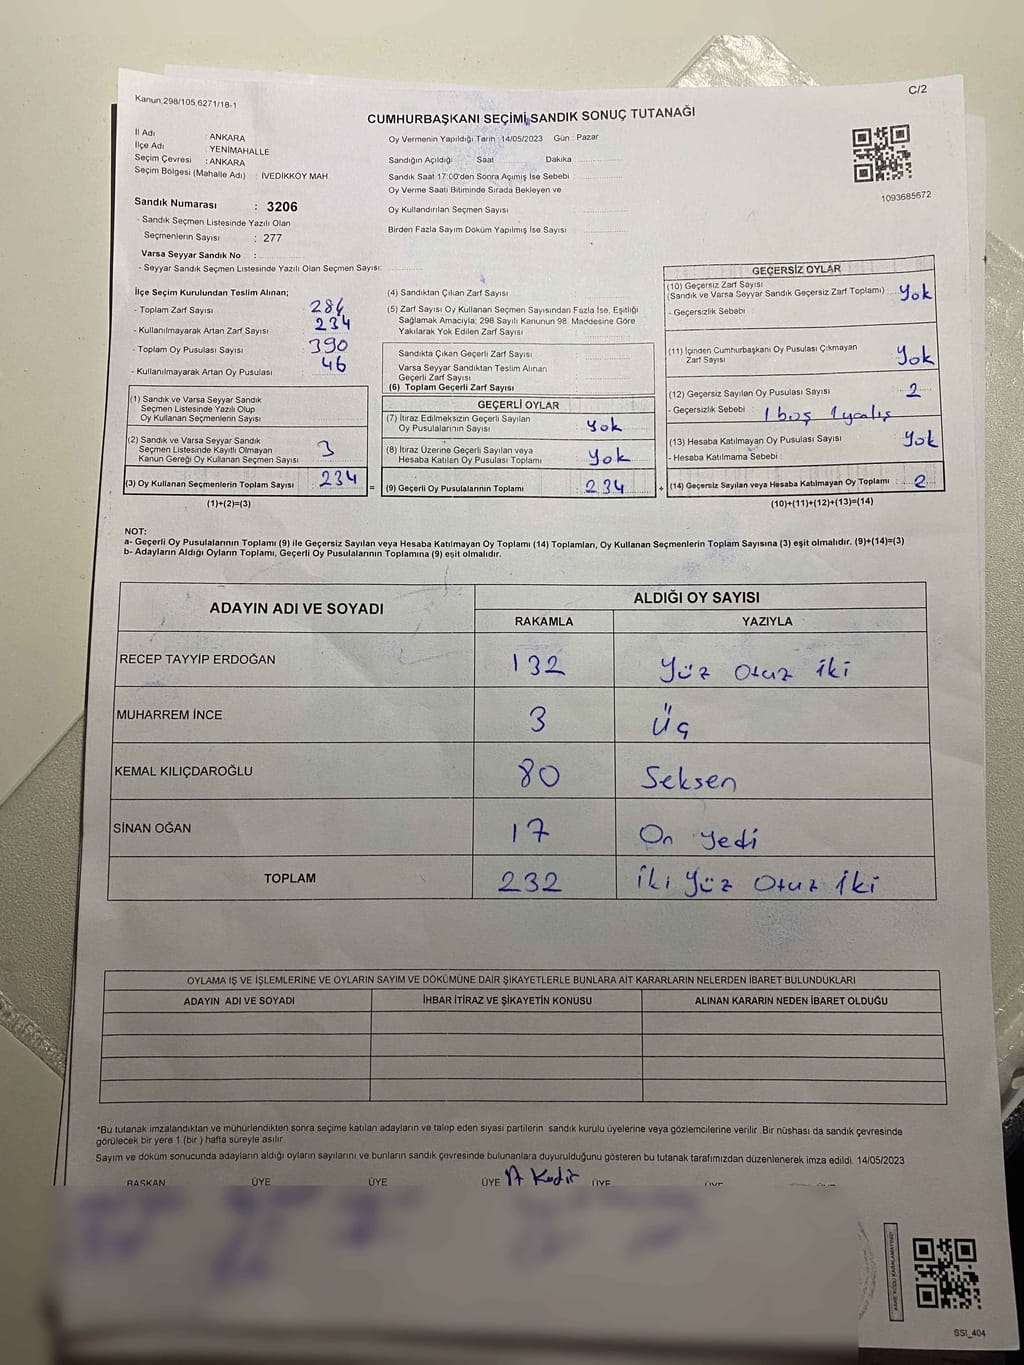 Kanun:298/105:6271/18-1
C/2
CUMHURBAŞKANI SEÇİMİ SANDIK SONUÇ TUTANAĞI
İl Adı : ANKARA
İlçe Adı : YENİMAHALLE
Seçim Çevresi : ANKARA
Seçim Bölgesi (Mahalle Adı) : İVEDİKKÖY MAH
Sandık Numarası : 3206
- Sandık Seçmen Listesinde Yazılı Olan
Seçmenlerin Sayısı : 277
Varsa Seyyar Sandık No :
- Seyyar Sandık Seçmen Listesinde Yazılı Olan Seçmen Sayısı:
Oy Vermenin Yapıldığı Tarih :14/05/2023 Gün : Pazar
Sandığın Açıldığı Saat Dakika
Sandık Saat 17:00'den Sonra Açımış İse Sebebi :
Oy Verme Saati Bitiminde Sırada Bekleyen ve
Oy Kullandırılan Seçmen Sayısı
Birden Fazla Sayım Döküm Yapılmış İse Sayısı
1093685672
İlçe Seçim Kurulundan Teslim Alınan;
- Toplam Zarf Sayısı 284
- Kullanılmayarak Artan Zarf Sayısı 234
- Toplam Oy Pusulası Sayısı 390
- Kullanılmayarak Artan Oy Pusulası 46
(1) Sandık ve Varsa Seyyar Sandık
Seçmen Listesinde Yazılı Olup
Oy Kullanan Seçmenlerin Sayısı
(2) Sandık ve Varsa Seyyar Sandık
Seçmen Listesinde Kayıtlı Olmayan
Kanun Gereği Oy Kullanan Seçmen Sayısı 3
(3) Oy Kullanan Seçmenlerin Toplam Sayısı 234 =
(1)+(2)=(3)
(4) Sandıktan Çıkan Zarf Sayısı
(5) Zarf Sayısı Oy Kullanan Seçmen Sayısından Fazla İse, Eşitliği
Sağlamak Amacıyla; 298 Sayılı Kanunun 98. Maddesine Göre
Yakılarak Yok Edilen Zarf Sayısı
Sandıkta Çıkan Geçerli Zarf Sayısı
Varsa Seyyar Sandıktan Teslim Alınan
Geçerli Zarf Sayısı
(6) Toplam Geçerli Zarf Sayısı
GEÇERLİ OYLAR
(7) İtiraz Edilmeksizin Geçerli Sayılan
Oy Pusulalarının Sayısı Yok
(8) İtiraz Üzerine Geçerli Sayılan veya
Hesaba Katılan Oy Pusulası Toplamı Yok
(9) Geçerli Oy Pusulalarının Toplamı 234 +
GEÇERSİZ OYLAR
(10) Geçersiz Zarf Sayısı
(Sandık ve Varsa Seyyar Sandık Geçersiz Zarf Toplamı) Yok
- Geçersizlik Sebebi :
(11) İçinden Cumhurbaşkanı Oy Pusulası Çıkmayan
Zarf Sayısı Yok
(12) Geçersiz Sayılan Oy Pusulası Sayısı 2
- Geçersizlik Sebebi : 1 boş 1 yanlış
(13) Hesaba Katılmayan Oy Pusulası Sayısı Yok
- Hesaba Katılmama Sebebi :
(14) Geçersiz Sayılan veya Hesaba Katılmayan Oy Toplamı : 2
(10)+(11)+(12)+(13)=(14)
NOT:
a- Geçerli Oy Pusulalarının Toplamı (9) ile Geçersiz Sayılan veya Hesaba Katılmayan Oy Toplamı (14) Toplamları, Oy Kullanan Seçmenlerin Toplam Sayısına (3) eşit olmalıdır. (9)+(14)=(3)
b- Adayların Aldığı Oyların Toplamı, Geçerli Oy Pusulalarının Toplamına (9) eşit olmalıdır.
ADAYIN ADI VE SOYADI ALDIĞI OY SAYISI
RAKAMLA YAZIYLA
RECEP TAYYİP ERDOĞAN 132 Yüz Otuz İki
MUHARREM İNCE 3 Üç
KEMAL KILIÇDAROĞLU 80 Seksen
SİNAN OĞAN 17 On yedi
TOPLAM 232 İki Yüz Otuz İki
OYLAMA İŞ VE İŞLEMLERİNE VE OYLARIN SAYIM VE DÖKÜMÜNE DAİR ŞİKAYETLERLE BUNLARA AİT KARARLARIN NELERDEN İBARET BULUNDUKLARI
ADAYIN ADI VE SOYADI İHBAR İTİRAZ VE ŞİKAYETİN KONUSU ALINAN KARARIN NEDEN İBARET OLDUĞU
*Bu tutanak imzalandıktan ve mühürlendikten sonra seçime katılan adayların ve talep eden siyasi partilerin sandık kurulu üyelerine veya gözlemcilerine verilir. Bir nüshası da sandık çevresinde
görülecek bir yere 1 (bir) hafta süreyle asılır.
Sayım ve döküm sonucunda adayların aldığı oyların sayılarını ve bunların sandık çevresinde bulunanlara duyurulduğunu gösteren bu tutanak tarafımızdan düzenlenerek imza edildi. 14/05/2023
BAŞKAN ÜYE ÜYE ÜYE ÜYE ÜYE
SSI_404